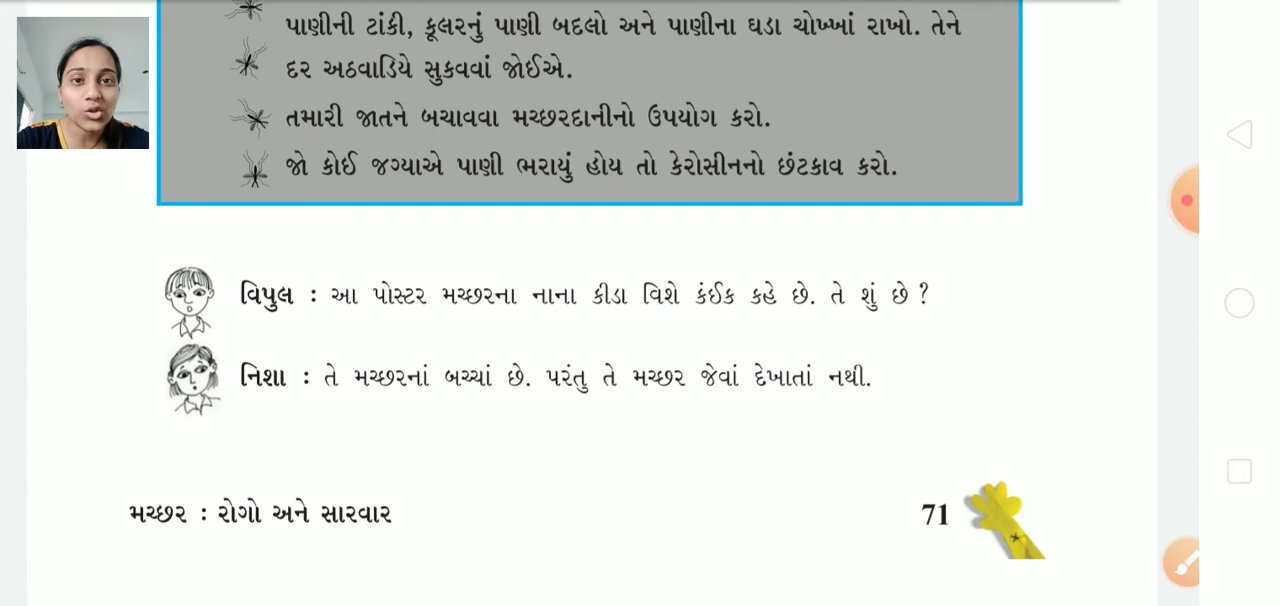 પાણીની ટાંકી, કૂલરનું પાણી બદલો અને પાણીના ઘડા ચોખ્ખાં રાખો. તેને
દર અઠવાડિયે સુકવવાં જોઈએ.
તમારી જાતને બચાવવા મચ્છરદાનીનો ઉપયોગ કરો.
જો કોઈ જગ્યાએ પાણી ભરાયું હોય તો કેરોસીનનો છંટકાવ કરો.
વિપુલ : આ પોસ્ટર મચ્છરના નાના કીડા વિશે કંઈક કહે છે. તે શું છે ?
નિશા : તે મચ્છરનાં બચ્ચાં છે. પરંતુ તે મચ્છર જેવાં દેખાતાં નથી.
મચ્છર : રોગો અને સારવાર
71